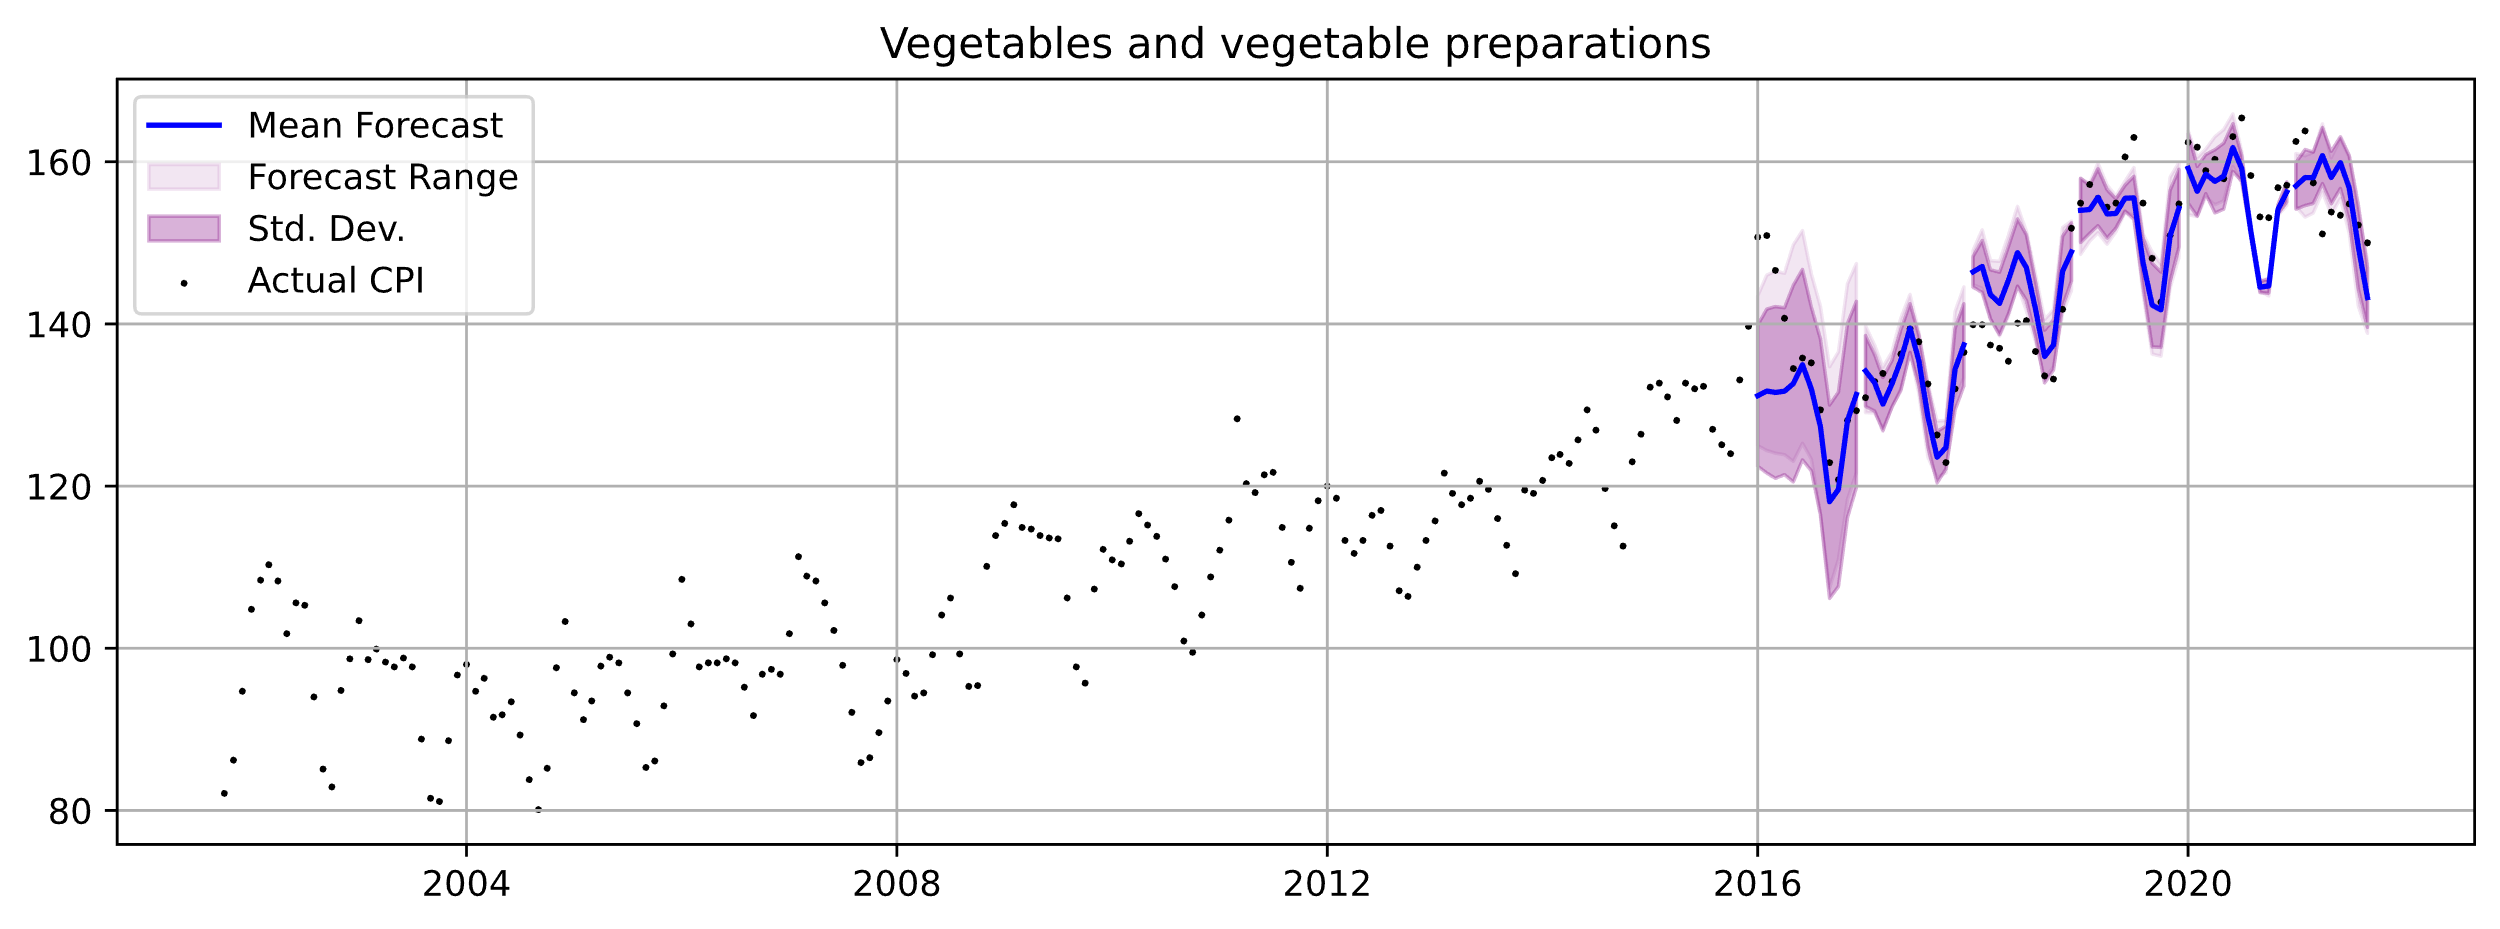 Vegetables and vegetable preparations
Mean Forecast
Forecast Range
Std. Dev.
Actual CPI
160
140
120
100
80
2004
2008
2012
2016
2020